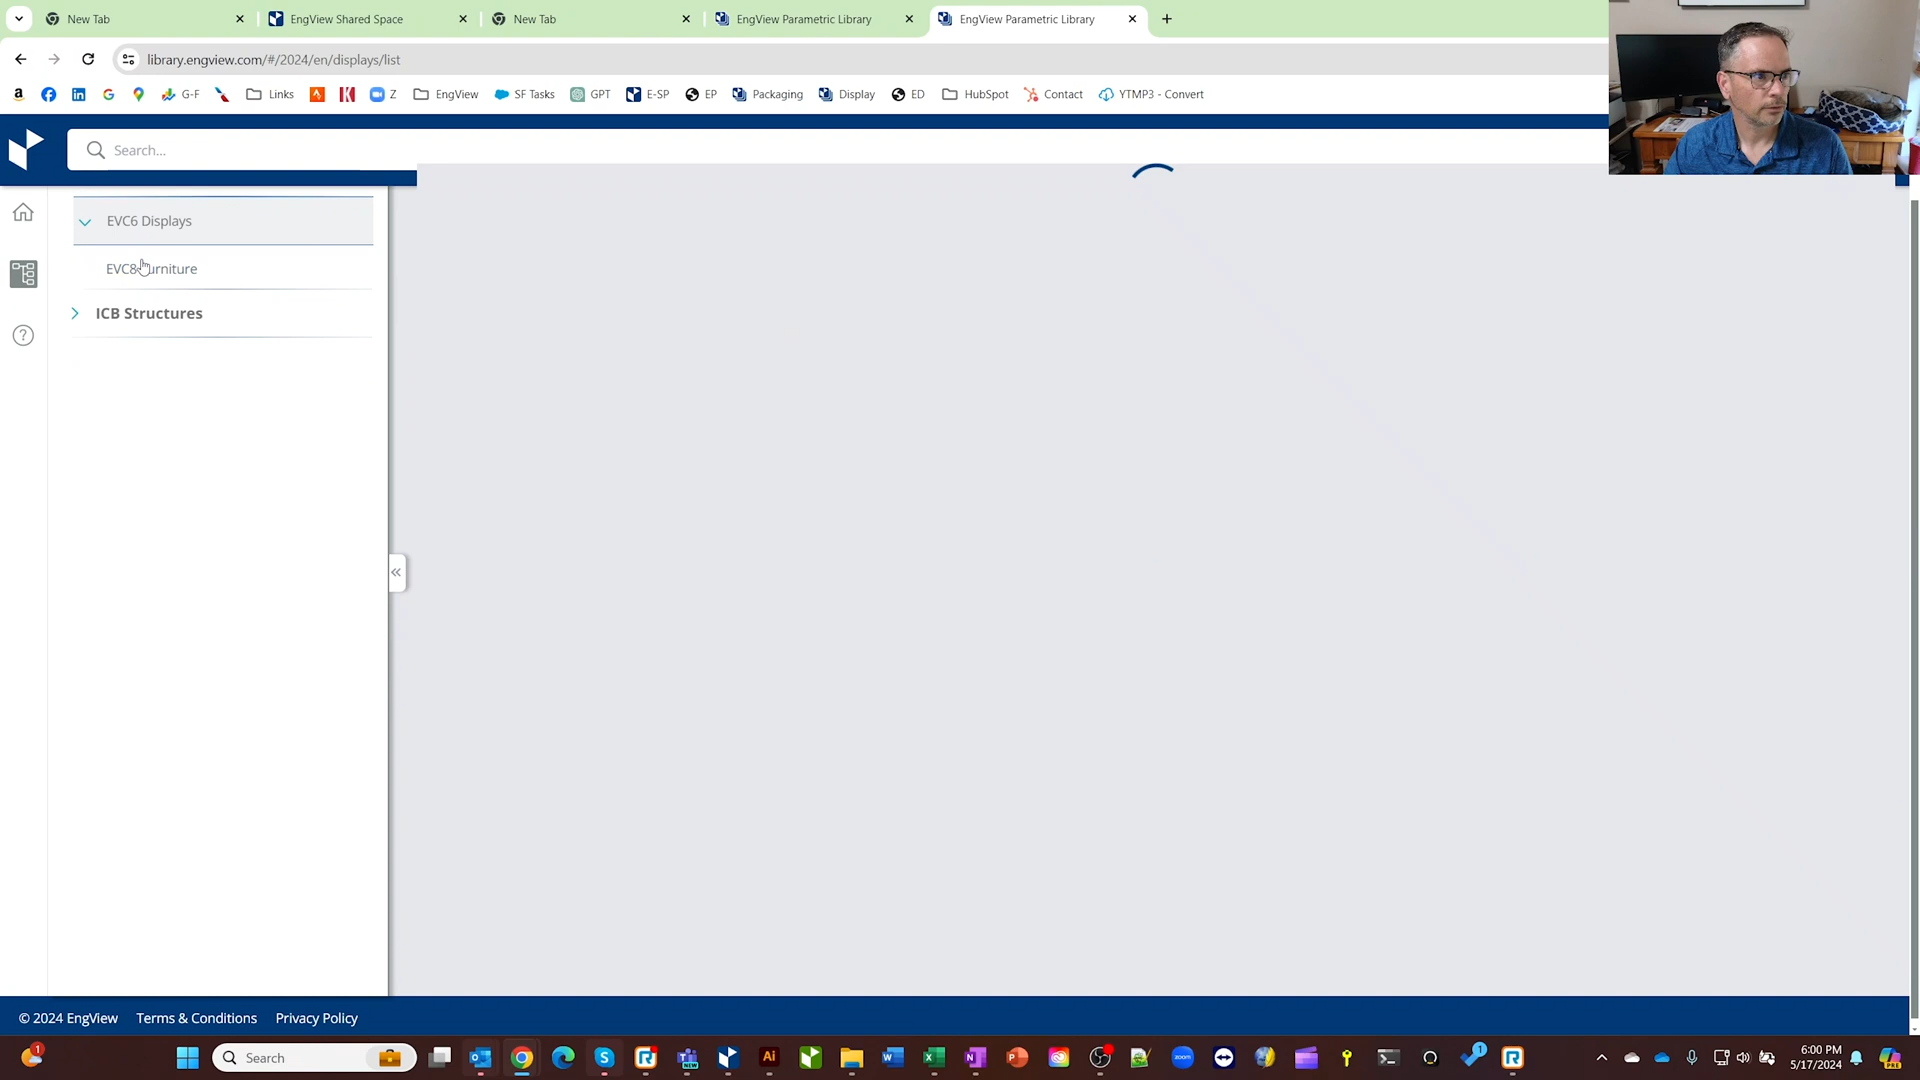 New Tab
EngView Shared Space
New Tab
EngView Parametric Library
EngView Parametric Library
library.engview.com/#/2024/en/displays/list
G-F
Links
Z
EngView
SF Tasks
GPT
E-SP
EP
Packaging
Display
ED
HubSpot
Contact
YTMP3 - Convert
Search...
EVC6 Displays
EVC8 Furniture
ICB Structures
© 2024 EngView
Terms & Conditions
Privacy Policy
Search
6:00 PM
5/17/2024